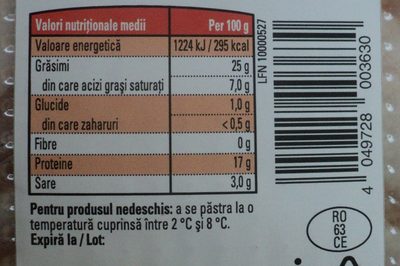 Valori nutriționale medii Per 100 g
Valoare energetică 1224 kJ / 295 kcal
Grăsimi 25 g
din care acizi grași saturați 7,0 g
Glucide 1,0 g
din care zaharuri < 0,5 g
Fibre 0 g
Proteine 17 g
Sare 3,0 g
Pentru produsul nedeschis: a se păstra la o
temperatură cuprinsă între 2 °C și 8 °C.
Expiră la / Lot:
LFN 10000527
4 049728 003630
RO
63
CE